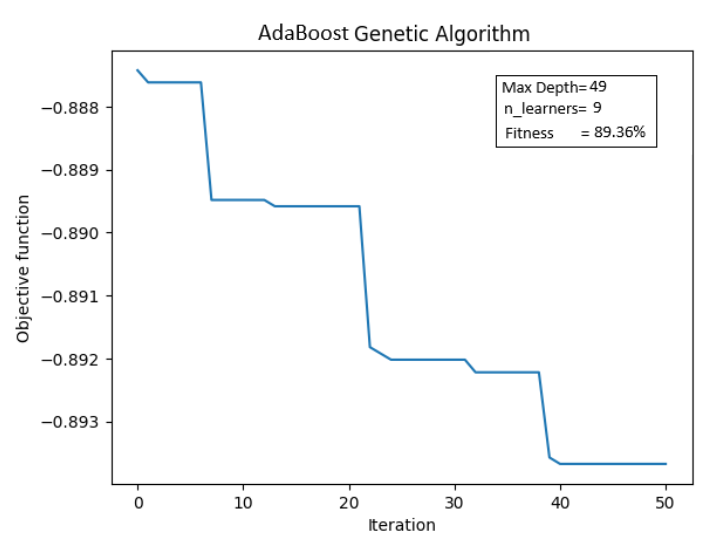 AdaBoost Genetic Algorithm
Max Depth= 49
n_learners= 9
Fitness = 89.36%
Objective function
−0.888
−0.889
−0.890
−0.891
−0.892
−0.893
0 10 20 30 40 50
Iteration